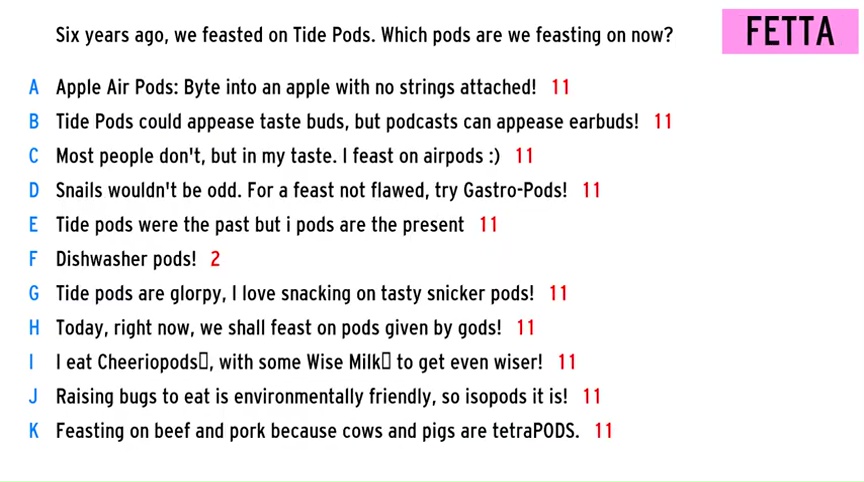 Six years ago, we feasted on Tide Pods. Which pods are we feasting on now?
FETTA
A Apple Air Pods: Byte into an apple with no strings attached! 11
B Tide Pods could appease taste buds, but podcasts can appease earbuds! 11
C Most people don't, but in my taste. I feast on airpods :) 11
D Snails wouldn't be odd. For a feast not flawed, try Gastro-Pods! 11
E Tide pods were the past but i pods are the present 11
F Dishwasher pods! 2
G Tide pods are glorpy, I love snacking on tasty snicker pods! 11
H Today, right now, we shall feast on pods given by gods! 11
I I eat Cheeriopods▯, with some Wise Milk▯ to get even wiser! 11
J Raising bugs to eat is environmentally friendly, so isopods it is! 11
K Feasting on beef and pork because cows and pigs are tetraPODS. 11